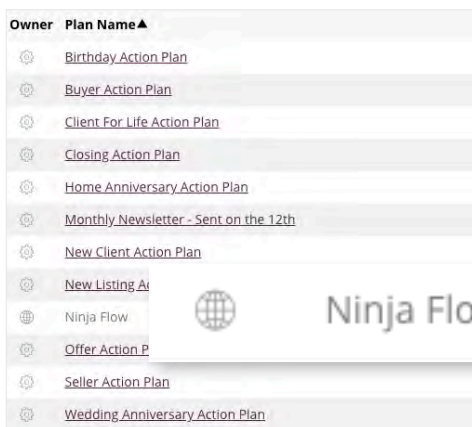 Owner Plan Name▲
Birthday Action Plan
Buyer Action Plan
Client For Life Action Plan
Closing Action Plan
Home Anniversary Action Plan
Monthly Newsletter - Sent on the 12th
New Client Action Plan
New Listing
Ninja Flow
Ninja Flo
Offer Action P
Seller Action Plan
Wedding Anniversary Action Plan